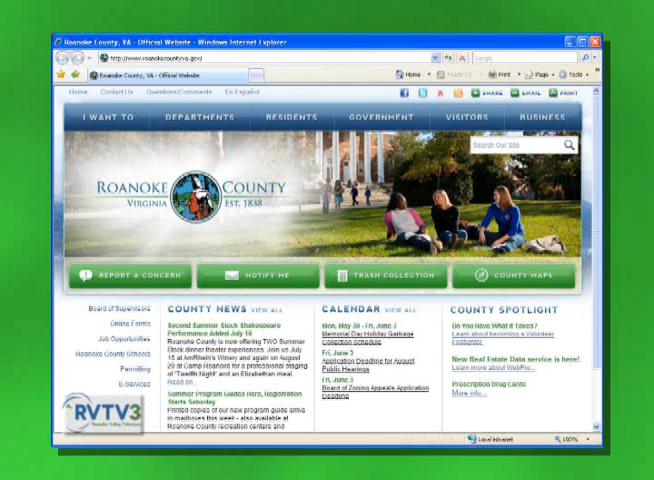 Roanoke County, VA - Official Website - Windows Internet Explorer
http://www.roanokecountyva.gov/
Google
Roanoke County, VA - Official Website
Home Print Page Tools
Home Contact Us Questions/Comments En Español
SHARE EMAIL PRINT
I WANT TO DEPARTMENTS RESIDENTS GOVERNMENT VISITORS BUSINESS
Search Our Site
ROANOKE COUNTY
VIRGINIA EST. 1838
REPORT A CONCERN NOTIFY ME TRASH COLLECTION COUNTY MAPS
Board of Supervisors
Online Forms
Job Opportunities
Roanoke County Schools
Permitting
E-Services
RVTV3
Roanoke Valley Television
COUNTY NEWS VIEW ALL
Second Summer Stock Shakespeare
Performance Added July 16
Roanoke County is now offering TWO Summer
Stock dinner theater experiences. Join us July
16 at AmRhein's Winery and again on August
20 at Camp Roanoke for a professional staging
of "Twelfth Night" and an Elizabethan meal.
Read on...
Summer Program Guides Here, Registration
Starts Saturday
Printed copies of our new program guide arrive
in mailboxes this week - also available at
Roanoke County recreation centers and
CALENDAR VIEW ALL
Mon, May 30 - Fri, June 3
Memorial Day Holiday Garbage
Collection Schedule
Fri, June 3
Application Deadline for August
Public Hearings
Fri, June 3
Board of Zoning Appeals Application
Deadline
COUNTY SPOTLIGHT
Do You Have What it Takes?
Learn about becoming a Volunteer
Firefighter.
New Real Estate Data service is here!
Learn more about WebPro...
Prescription Drug Cards
More info...
Local intranet
100%